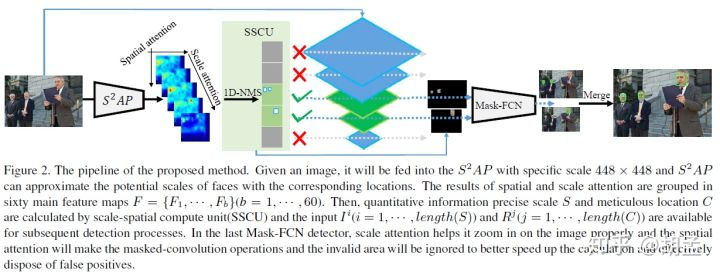 Spatial attention
Scale attention
S²AP
SSCU
1D-NMS
Mask-FCN
Merge
Figure 2. The pipeline of the proposed method. Given an image, it will be fed into the S²AP with specific scale 448 × 448 and S²AP
can approximate the potential scales of faces with the corresponding locations. The results of spatial and scale attention are grouped in
sixty main feature maps F = {F₁, ⋯, F_b}(b = 1, ⋯, 60). Then, quantitative information precise scale S and meticulous location C
are calculated by scale-spatial compute unit(SSCU) and the input Iⁱ(i = 1, ⋯, length(S)) and Rʲ(j = 1, ⋯, length(C)) are available
for subsequent detection processes. In the last Mask-FCN detector, scale attention helps it zoom in on the image properly and the spatial
attention will make the masked-convolution operations and the invalid area will be ignored to better speed up the calculation and effectively
dispose of false positives.
知乎